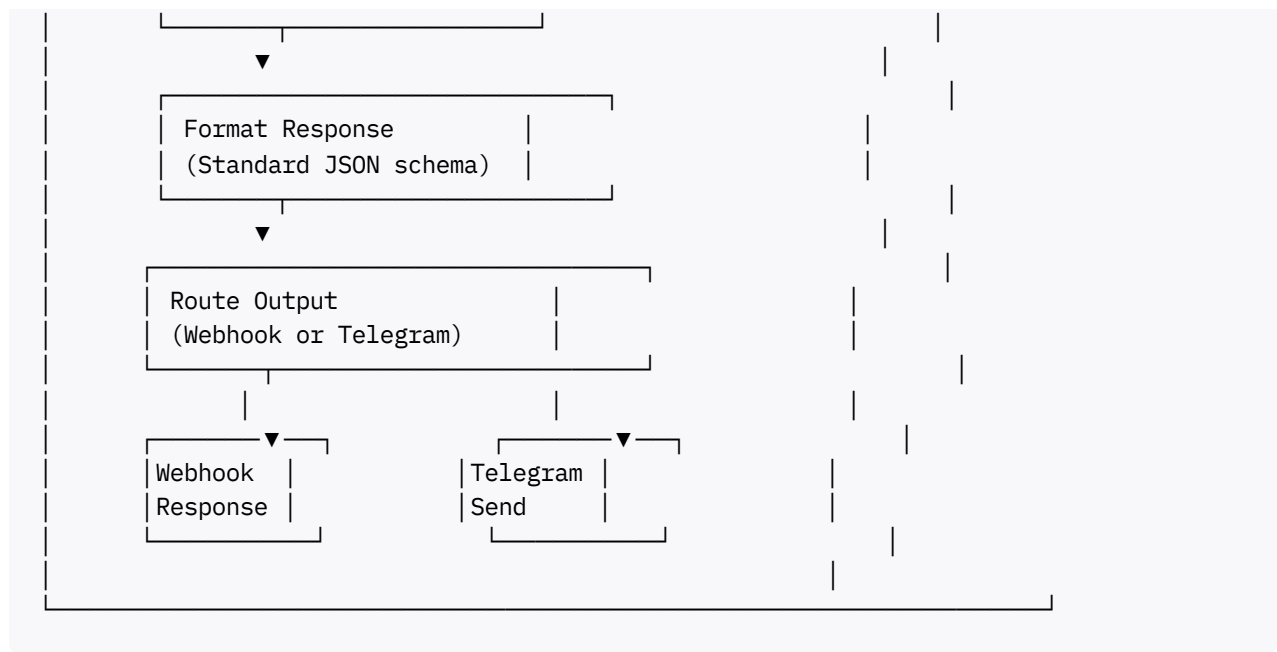 Format Response
(Standard JSON schema)
Route Output
(Webhook or Telegram)
Webhook
Response
Telegram
Send